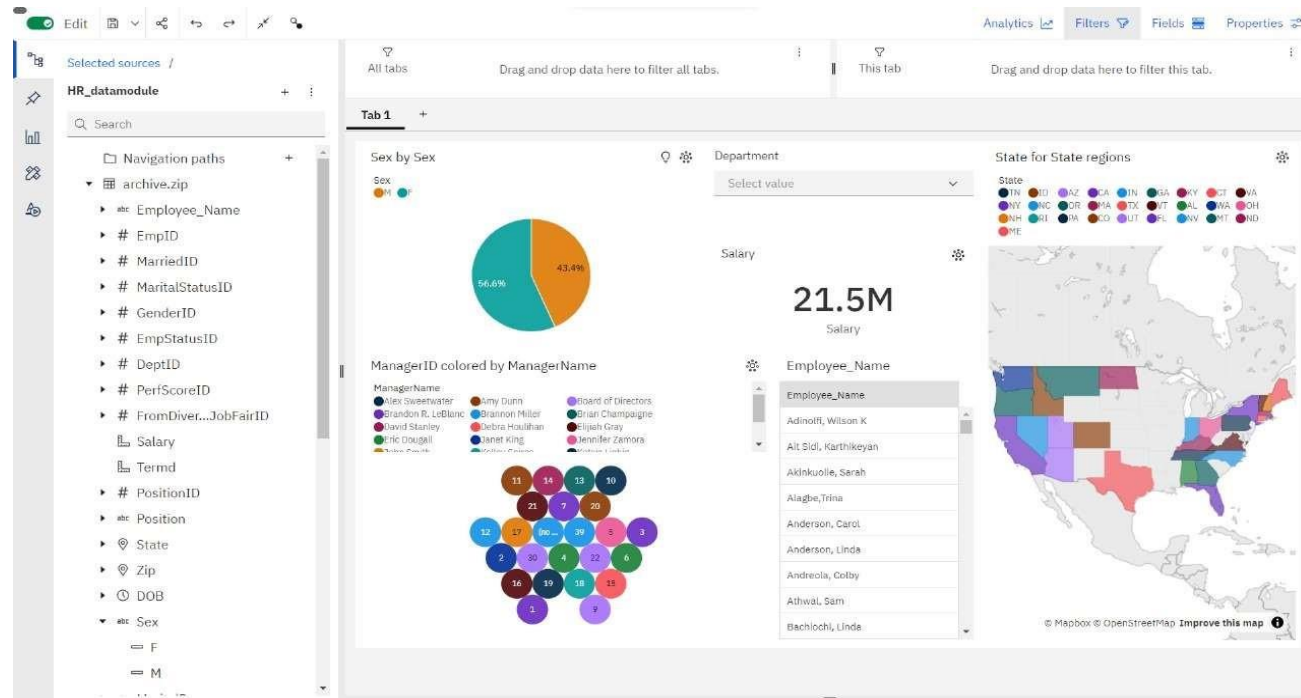 Edit
Analytics
Filters
Fields
Properties
Selected sources /
HR_datamodule
Search
Navigation paths
archive.zip
Employee_Name
EmpID
MarriedID
MaritalStatusID
GenderID
EmpStatusID
DeptID
PerfScoreID
FromDiver...JobFairID
Salary
Termd
PositionID
Position
State
Zip
DOB
Sex
F
M
All tabs
Drag and drop data here to filter all tabs.
This tab
Drag and drop data here to filter this tab.
Tab 1 +
Sex by Sex
Sex
M F
43.4%
56.6%
Department
Select value
Salary
21.5M
Salary
State for State regions
State
TN ID AZ CA IN GA KY CT VA
NY NC OR MA TX VT AL WA OH
NH RI PA CO UT FL NV MT ND
ME
ManagerID colored by ManagerName
ManagerName
Alex Sweetwater Amy Dunn Board of Directors
Brandon R. LeBlanc Brannon Miller Brian Champaigne
David Stanley Debra Houlihan Elijah Gray
Eric Dougall Janet King Jennifer Zamora
11 14 13 10
21 7 20
12 17 (no ... 39 5 3
2 30 4 22 6
16 19 18 15
1 9
Employee_Name
Employee_Name
Adinolfi, Wilson K
Ait Sidi, Karthikeyan
Akinkuolie, Sarah
Alagbe,Trina
Anderson, Carol
Anderson, Linda
Andreola, Colby
Athwal, Sam
Bachiochi, Linda
© Mapbox © OpenStreetMap Improve this map